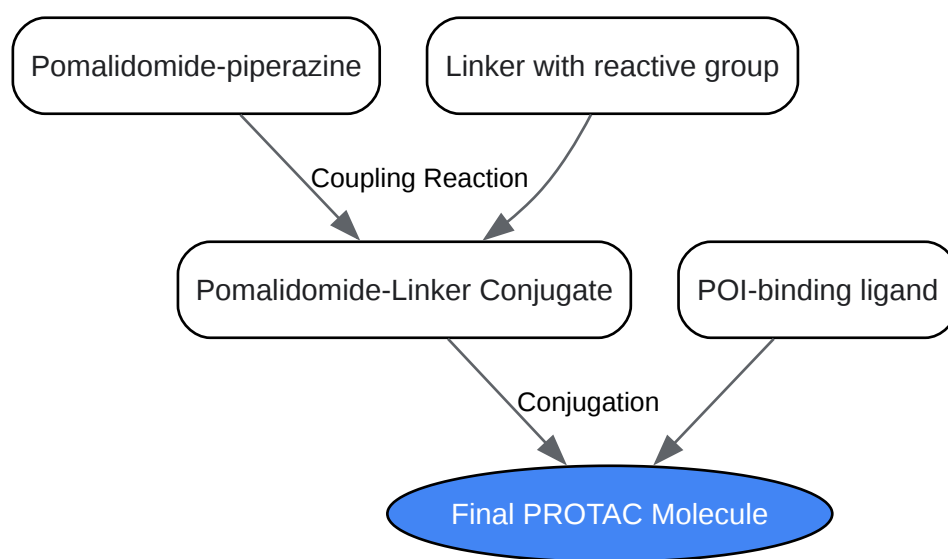 Pomalidomide-piperazine
Linker with reactive group
Coupling Reaction
Pomalidomide-Linker Conjugate
POI-binding ligand
Conjugation
Final PROTAC Molecule